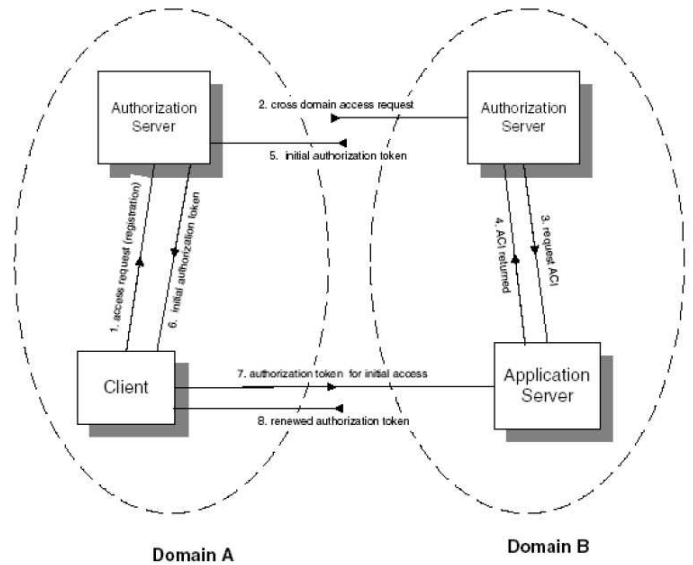 Authorization
Server
Authorization
Server
2. cross domain access request
5. initial authorization token
1. access request (registration)
6. initial authorization token
4. ACI returned
3. request ACI
Client
7. authorization token for initial access
8. renewed authorization token
Application
Server
Domain A
Domain B